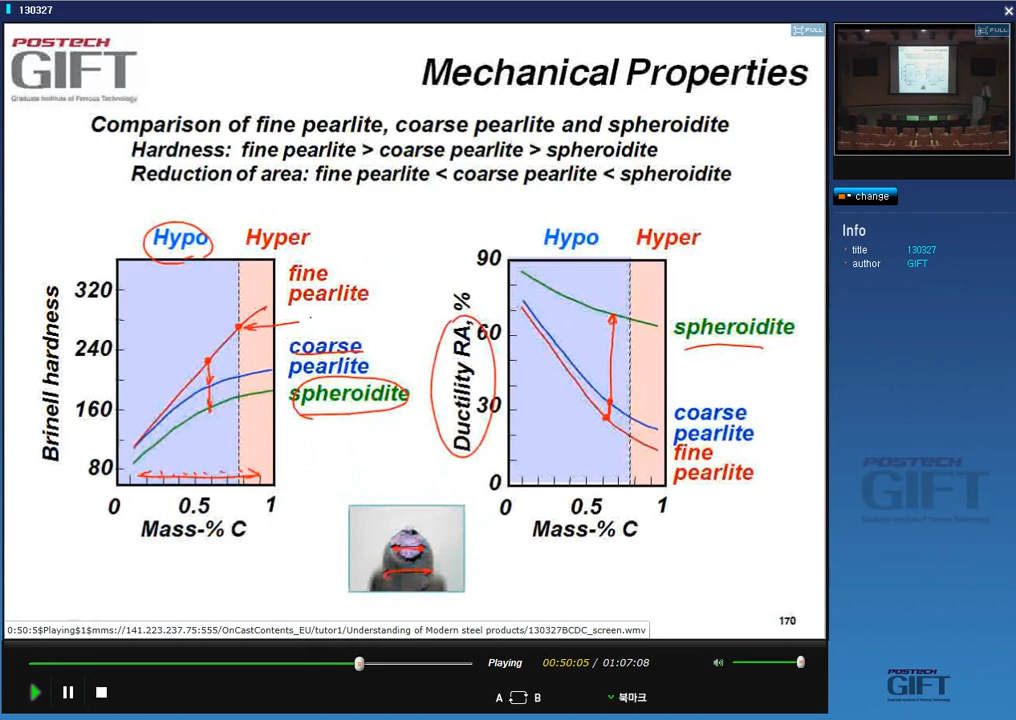 130327
POSTECH
GIFT
Graduate Institute of Ferrous Technology
FULL
Mechanical Properties
Comparison of fine pearlite, coarse pearlite and spheroidite
Hardness: fine pearlite > coarse pearlite > spheroidite
Reduction of area: fine pearlite < coarse pearlite < spheroidite
Hypo
Hyper
fine
pearlite
coarse
pearlite
spheroidite
Brinell hardness
320
240
160
80
0
0.5
1
Mass-% C
Hypo
Hyper
spheroidite
coarse
pearlite
fine
pearlite
Ductility RA, %
90
60
30
0
0
0.5
1
Mass-% C
170
0:50:5$Playing$1$mms://141.223.237.75:555/OnCastContents_EU/tutor1/Understanding of Modern steel products/130327BCDC_screen.wmv
Playing
00:50:05 / 01:07:08
A
B
북마크
FULL
change
Info
title 130327
author GIFT
POSTECH
GIFT
Graduate Institute of Ferrous Technology
POSTECH
GIFT